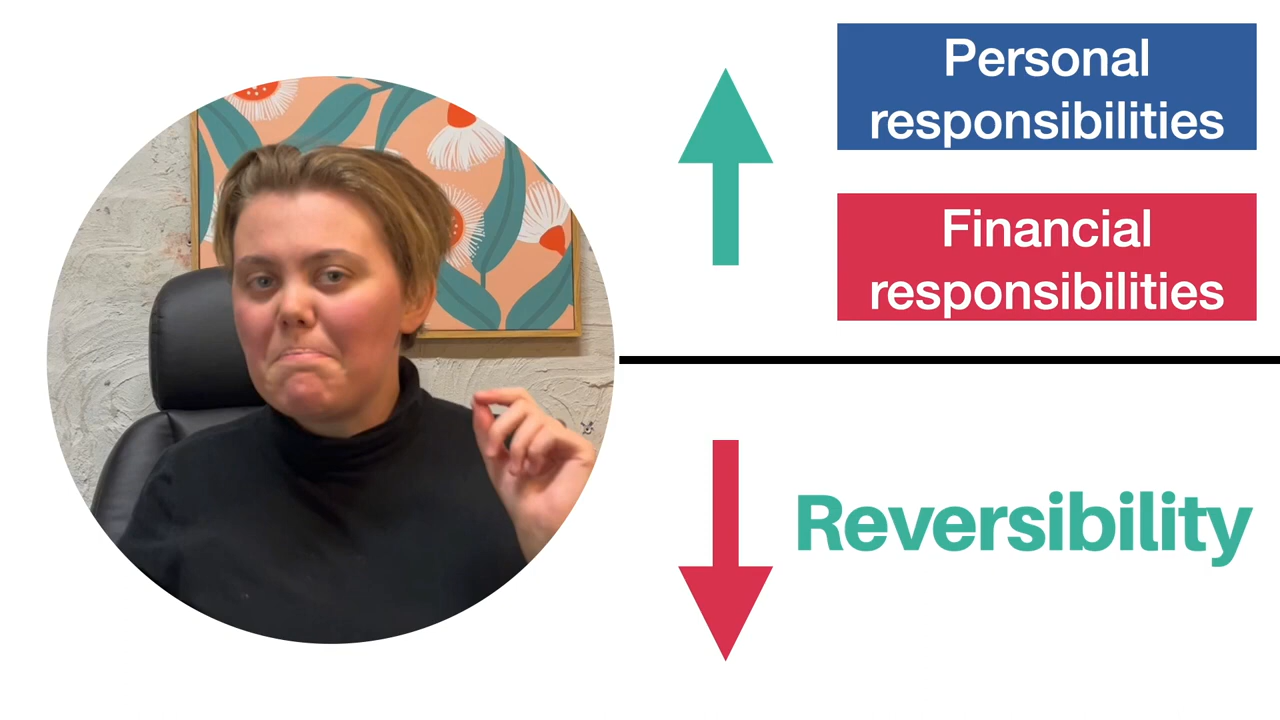 Personal
responsibilities
Financial
responsibilities
Reversibility